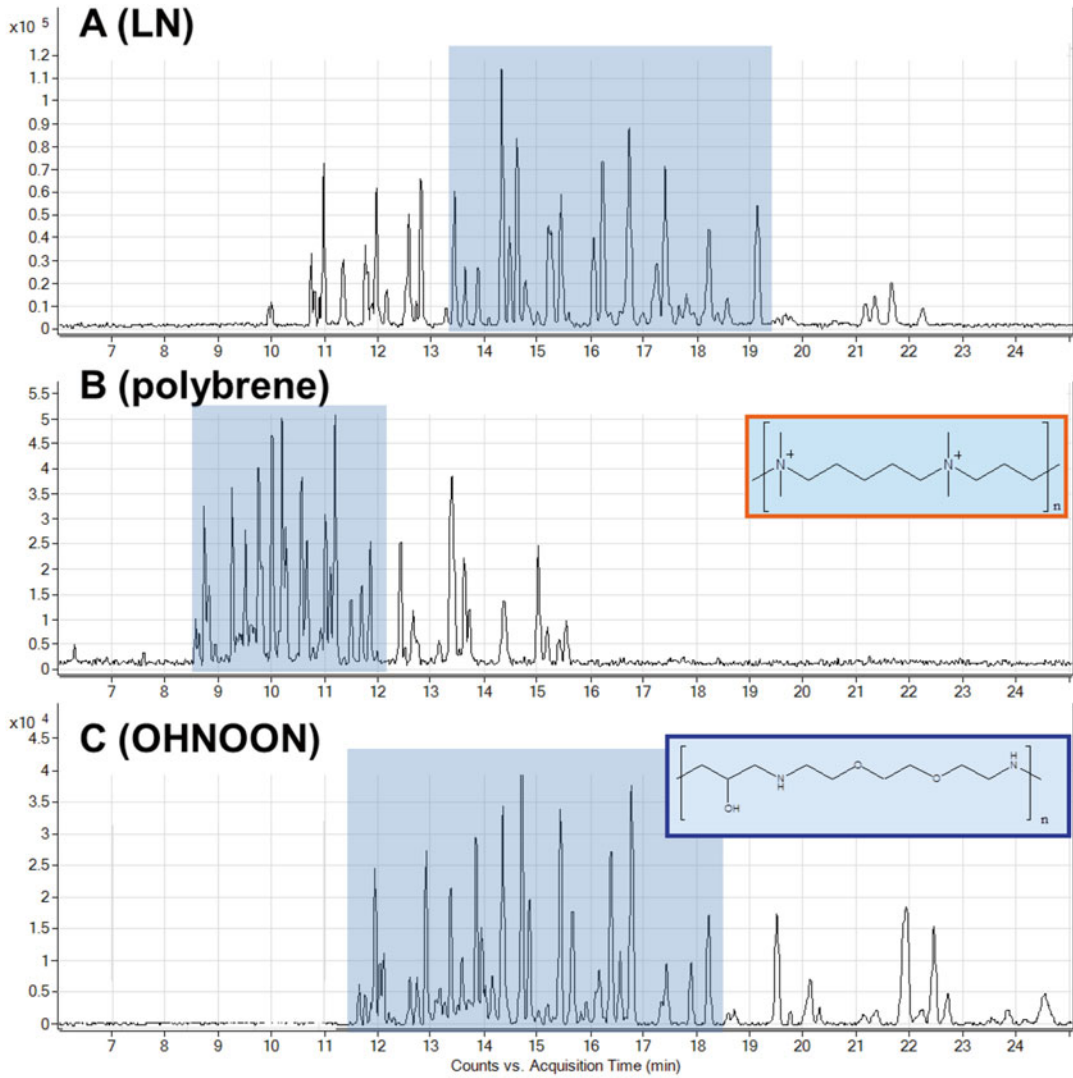 x10 5
A (LN)
1.2
1.1
1
0.9
0.8
0.7
0.6
0.5
0.4
0.3
0.2
0.1
0
7 8 9 10 11 12 13 14 15 16 17 18 19 20 21 22 23 24
B (polybrene)
5.5
5
4.5
4
3.5
3
2.5
2
1.5
1
0.5
0
N + N + n
7 8 9 10 11 12 13 14 15 16 17 18 19 20 21 22 23 24
x10 4
C (OHNOON)
4.5
4
3.5
3
2.5
2
1.5
1
0.5
0
H
O N
N O
OH H n
7 8 9 10 11 12 13 14 15 16 17 18 19 20 21 22 23 24
Counts vs. Acquisition Time (min)